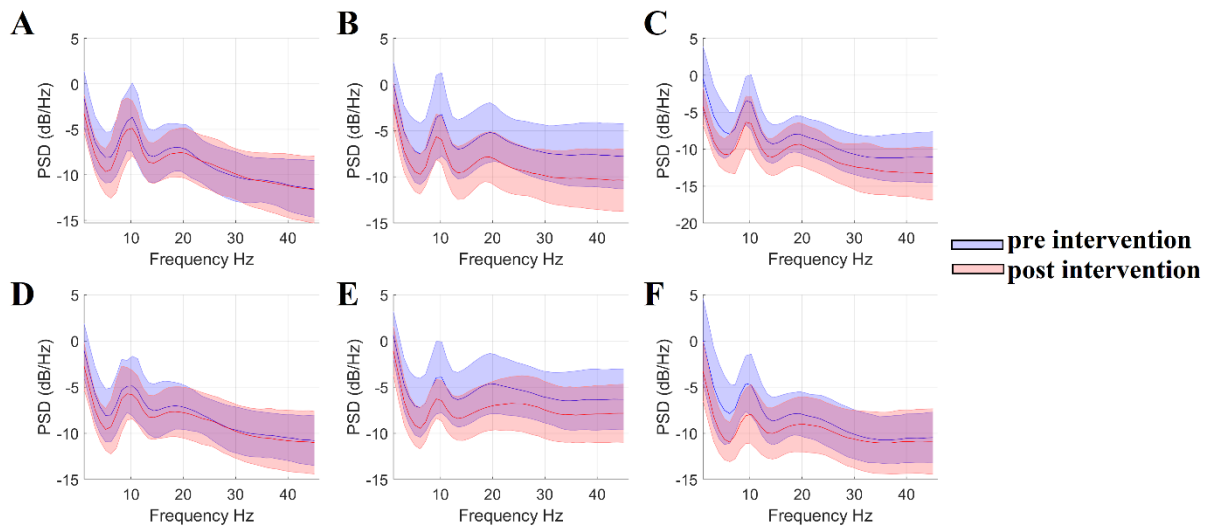 A
B
C
5
0
-5
-10
-15
PSD (dB/Hz)
10 20 30 40
Frequency Hz
5
0
-5
-10
-15
PSD (dB/Hz)
10 20 30 40
Frequency Hz
5
0
-5
-10
-15
-20
PSD (dB/Hz)
10 20 30 40
Frequency Hz
pre intervention
post intervention
D
E
F
5
0
-5
-10
-15
PSD (dB/Hz)
10 20 30 40
Frequency Hz
5
0
-5
-10
-15
PSD (dB/Hz)
10 20 30 40
Frequency Hz
5
0
-5
-10
-15
PSD (dB/Hz)
10 20 30 40
Frequency Hz